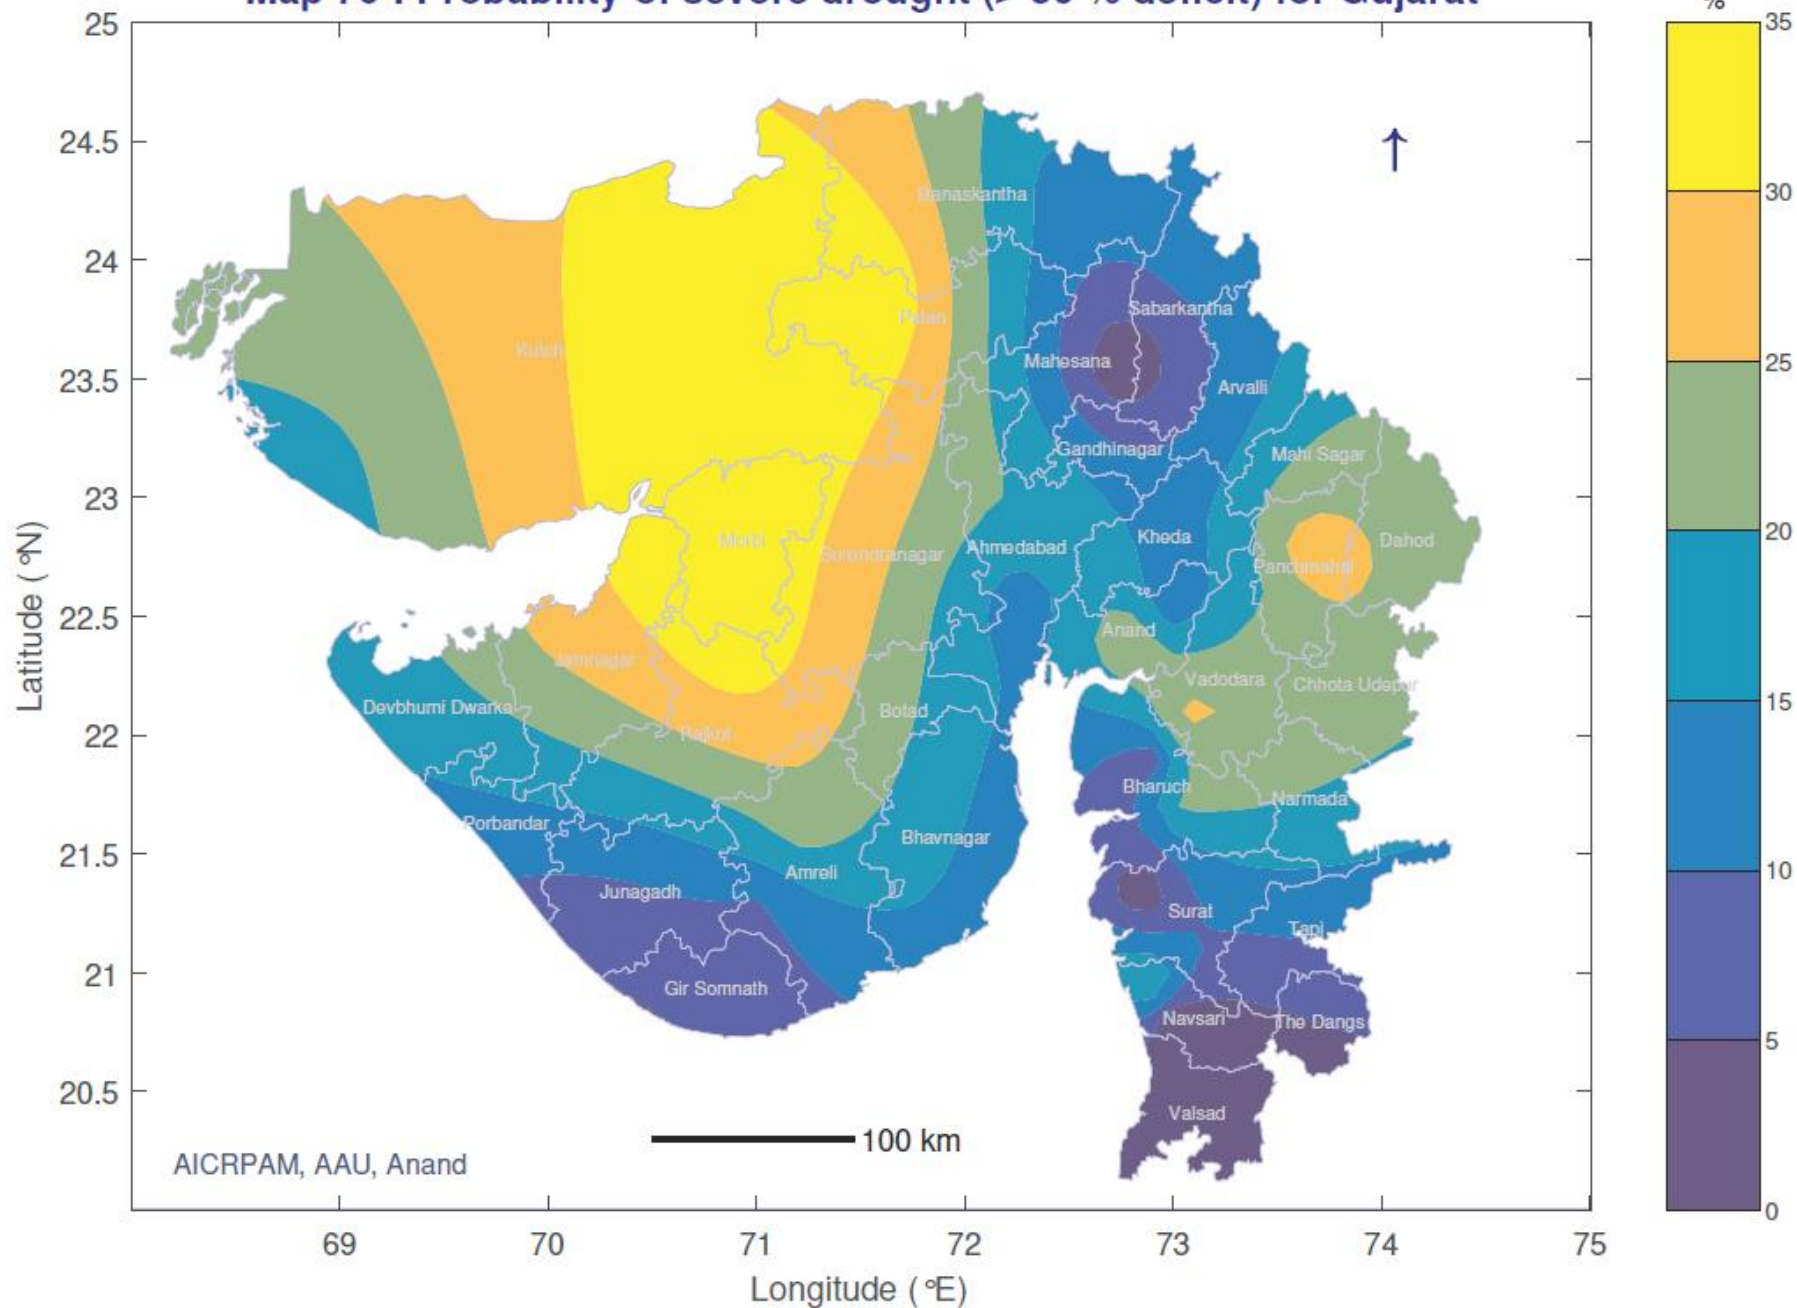 for Gujarat
%
25
24.5
24
23.5
23
22.5
22
21.5
21
20.5
Latitude (°N)
69
70
71
72
73
74
75
Longitude (°E)
Banaskantha
Patan
Kutch
Sabarkantha
Mahesana
Arvalli
Gandhinagar
Mahi Sagar
Morbi
Surendranagar
Ahmedabad
Kheda
Dahod
Panchmahal
Anand
Jamnagar
Vadodara
Chhota Udepur
Devbhumi Dwarka
Botad
Rajkot
Bharuch
Narmada
Porbandar
Bhavnagar
Amreli
Junagadh
Surat
Tapi
Gir Somnath
Navsari
The Dangs
Valsad
100 km
AICRPAM, AAU, Anand
35
30
25
20
15
10
5
0